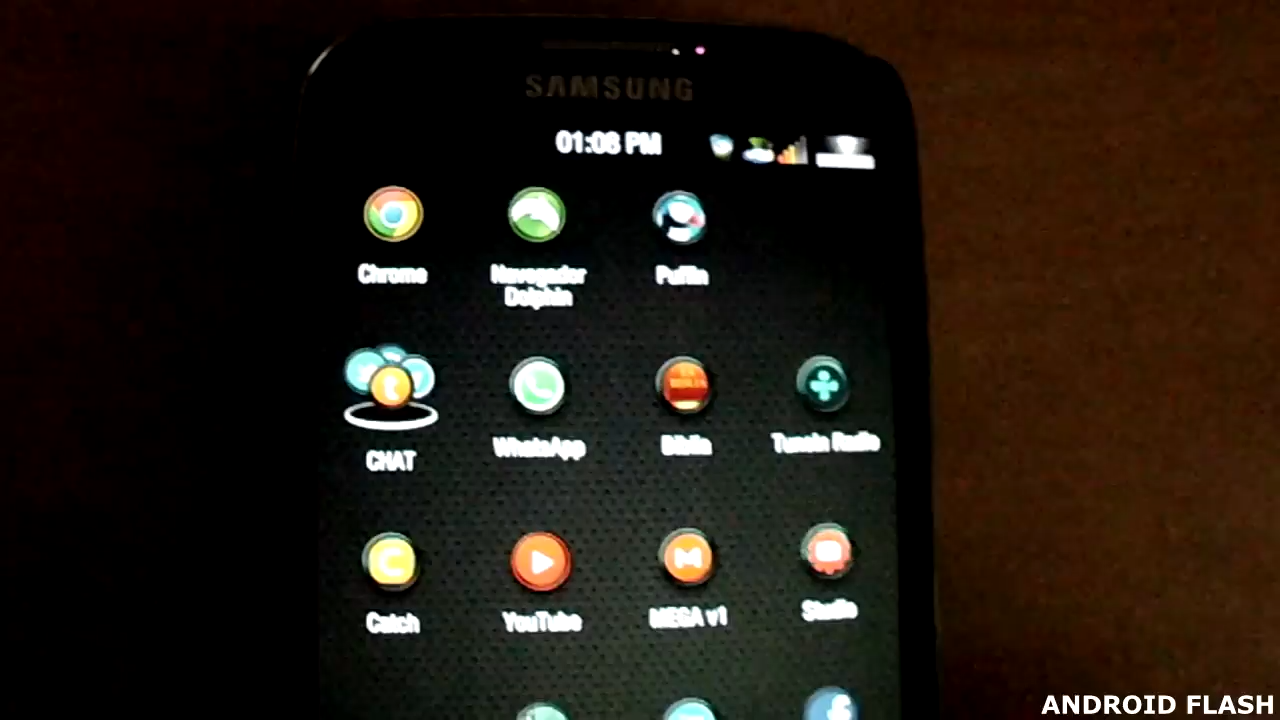 SAMSUNG
01:08 PM
Chrome
Navegador
Dolphin
Puffin
CHAT
WhatsApp
Biblia
TuneIn Radio
Catch
YouTube
MEGA v1
Studio
ANDROID FLASH